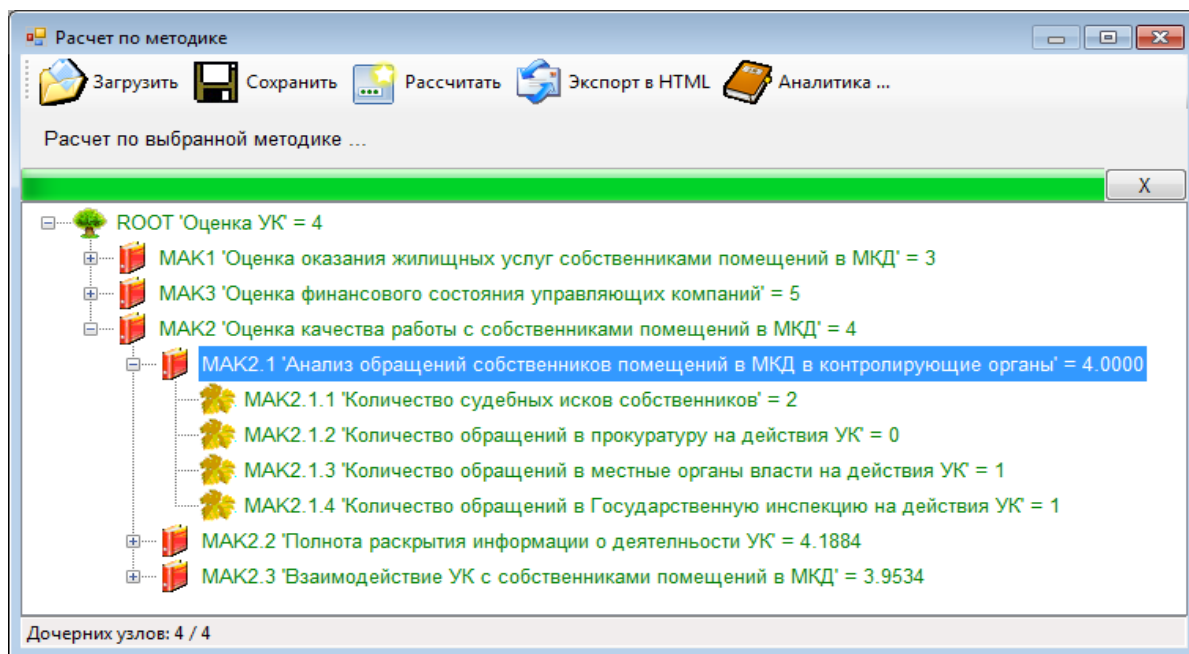 Расчет по методике
Загрузить Сохранить Рассчитать Экспорт в HTML Аналитика ...
Расчет по выбранной методике ...
X
ROOT 'Оценка УК' = 4
МАК1 'Оценка оказания жилищных услуг собственниками помещений в МКД' = 3
МАК3 'Оценка финансового состояния управляющих компаний' = 5
МАК2 'Оценка качества работы с собственниками помещений в МКД' = 4
МАК2.1 'Анализ обращений собственников помещений в МКД в контролирующие органы' = 4.0000
МАК2.1.1 'Количество судебных исков собственников' = 2
МАК2.1.2 'Количество обращений в прокуратуру на действия УК' = 0
МАК2.1.3 'Количество обращений в местные органы власти на действия УК' = 1
МАК2.1.4 'Количество обращений в Государственную инспекцию на действия УК' = 1
МАК2.2 'Полнота раскрытия информации о деятелньости УК' = 4.1884
МАК2.3 'Взаимодействие УК с собственниками помещений в МКД' = 3.9534
Дочерних узлов: 4 / 4